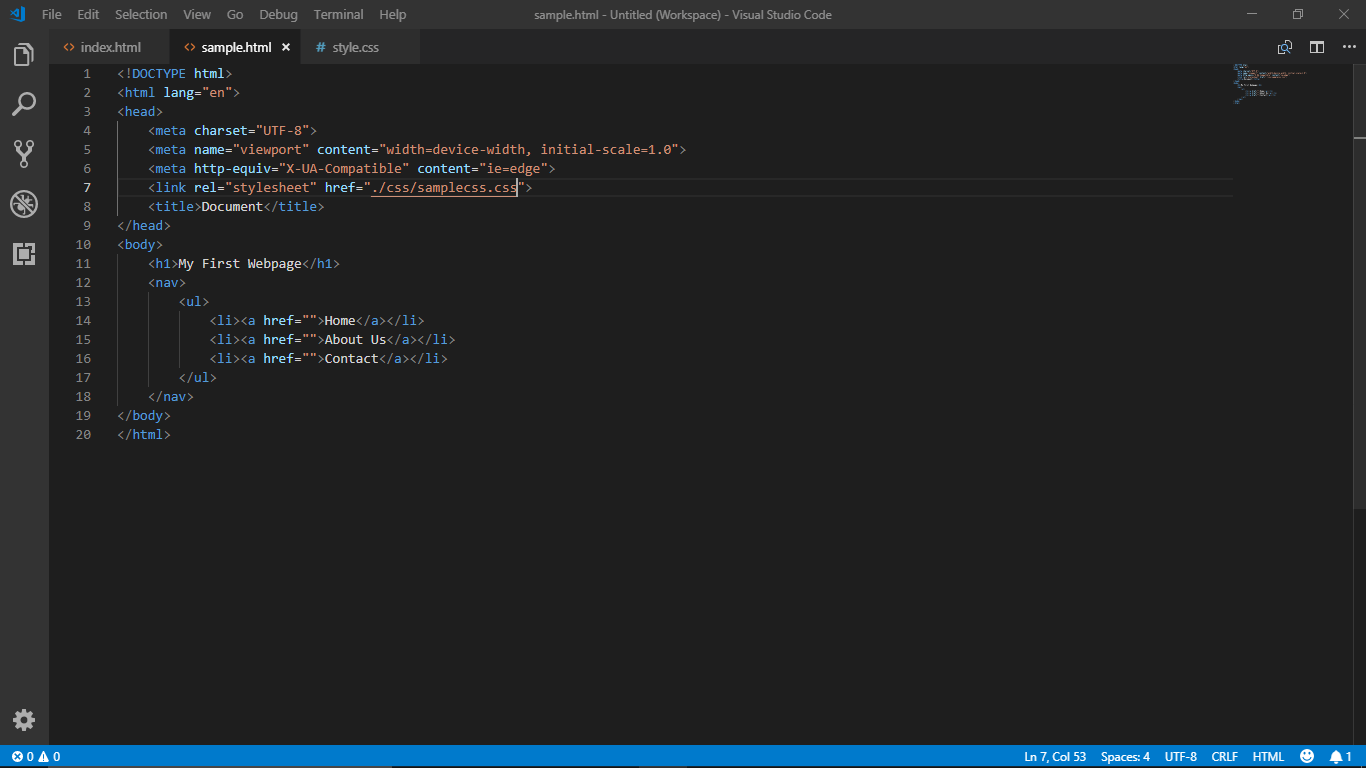 File Edit Selection View Go Debug Terminal Help sample.html - Untitled (Workspace) - Visual Studio Code
<> index.html <> sample.html × # style.css
1 <!DOCTYPE html>
2 <html lang="en">
3 <head>
4     <meta charset="UTF-8">
5     <meta name="viewport" content="width=device-width, initial-scale=1.0">
6     <meta http-equiv="X-UA-Compatible" content="ie=edge">
7     <link rel="stylesheet" href="./css/samplecss.css">
8     <title>Document</title>
9 </head>
10 <body>
11     <h1>My First Webpage</h1>
12     <nav>
13         <ul>
14             <li><a href="">Home</a></li>
15             <li><a href="">About Us</a></li>
16             <li><a href="">Contact</a></li>
17         </ul>
18     </nav>
19 </body>
20 </html>
0 0 Ln 7, Col 53 Spaces: 4 UTF-8 CRLF HTML 1